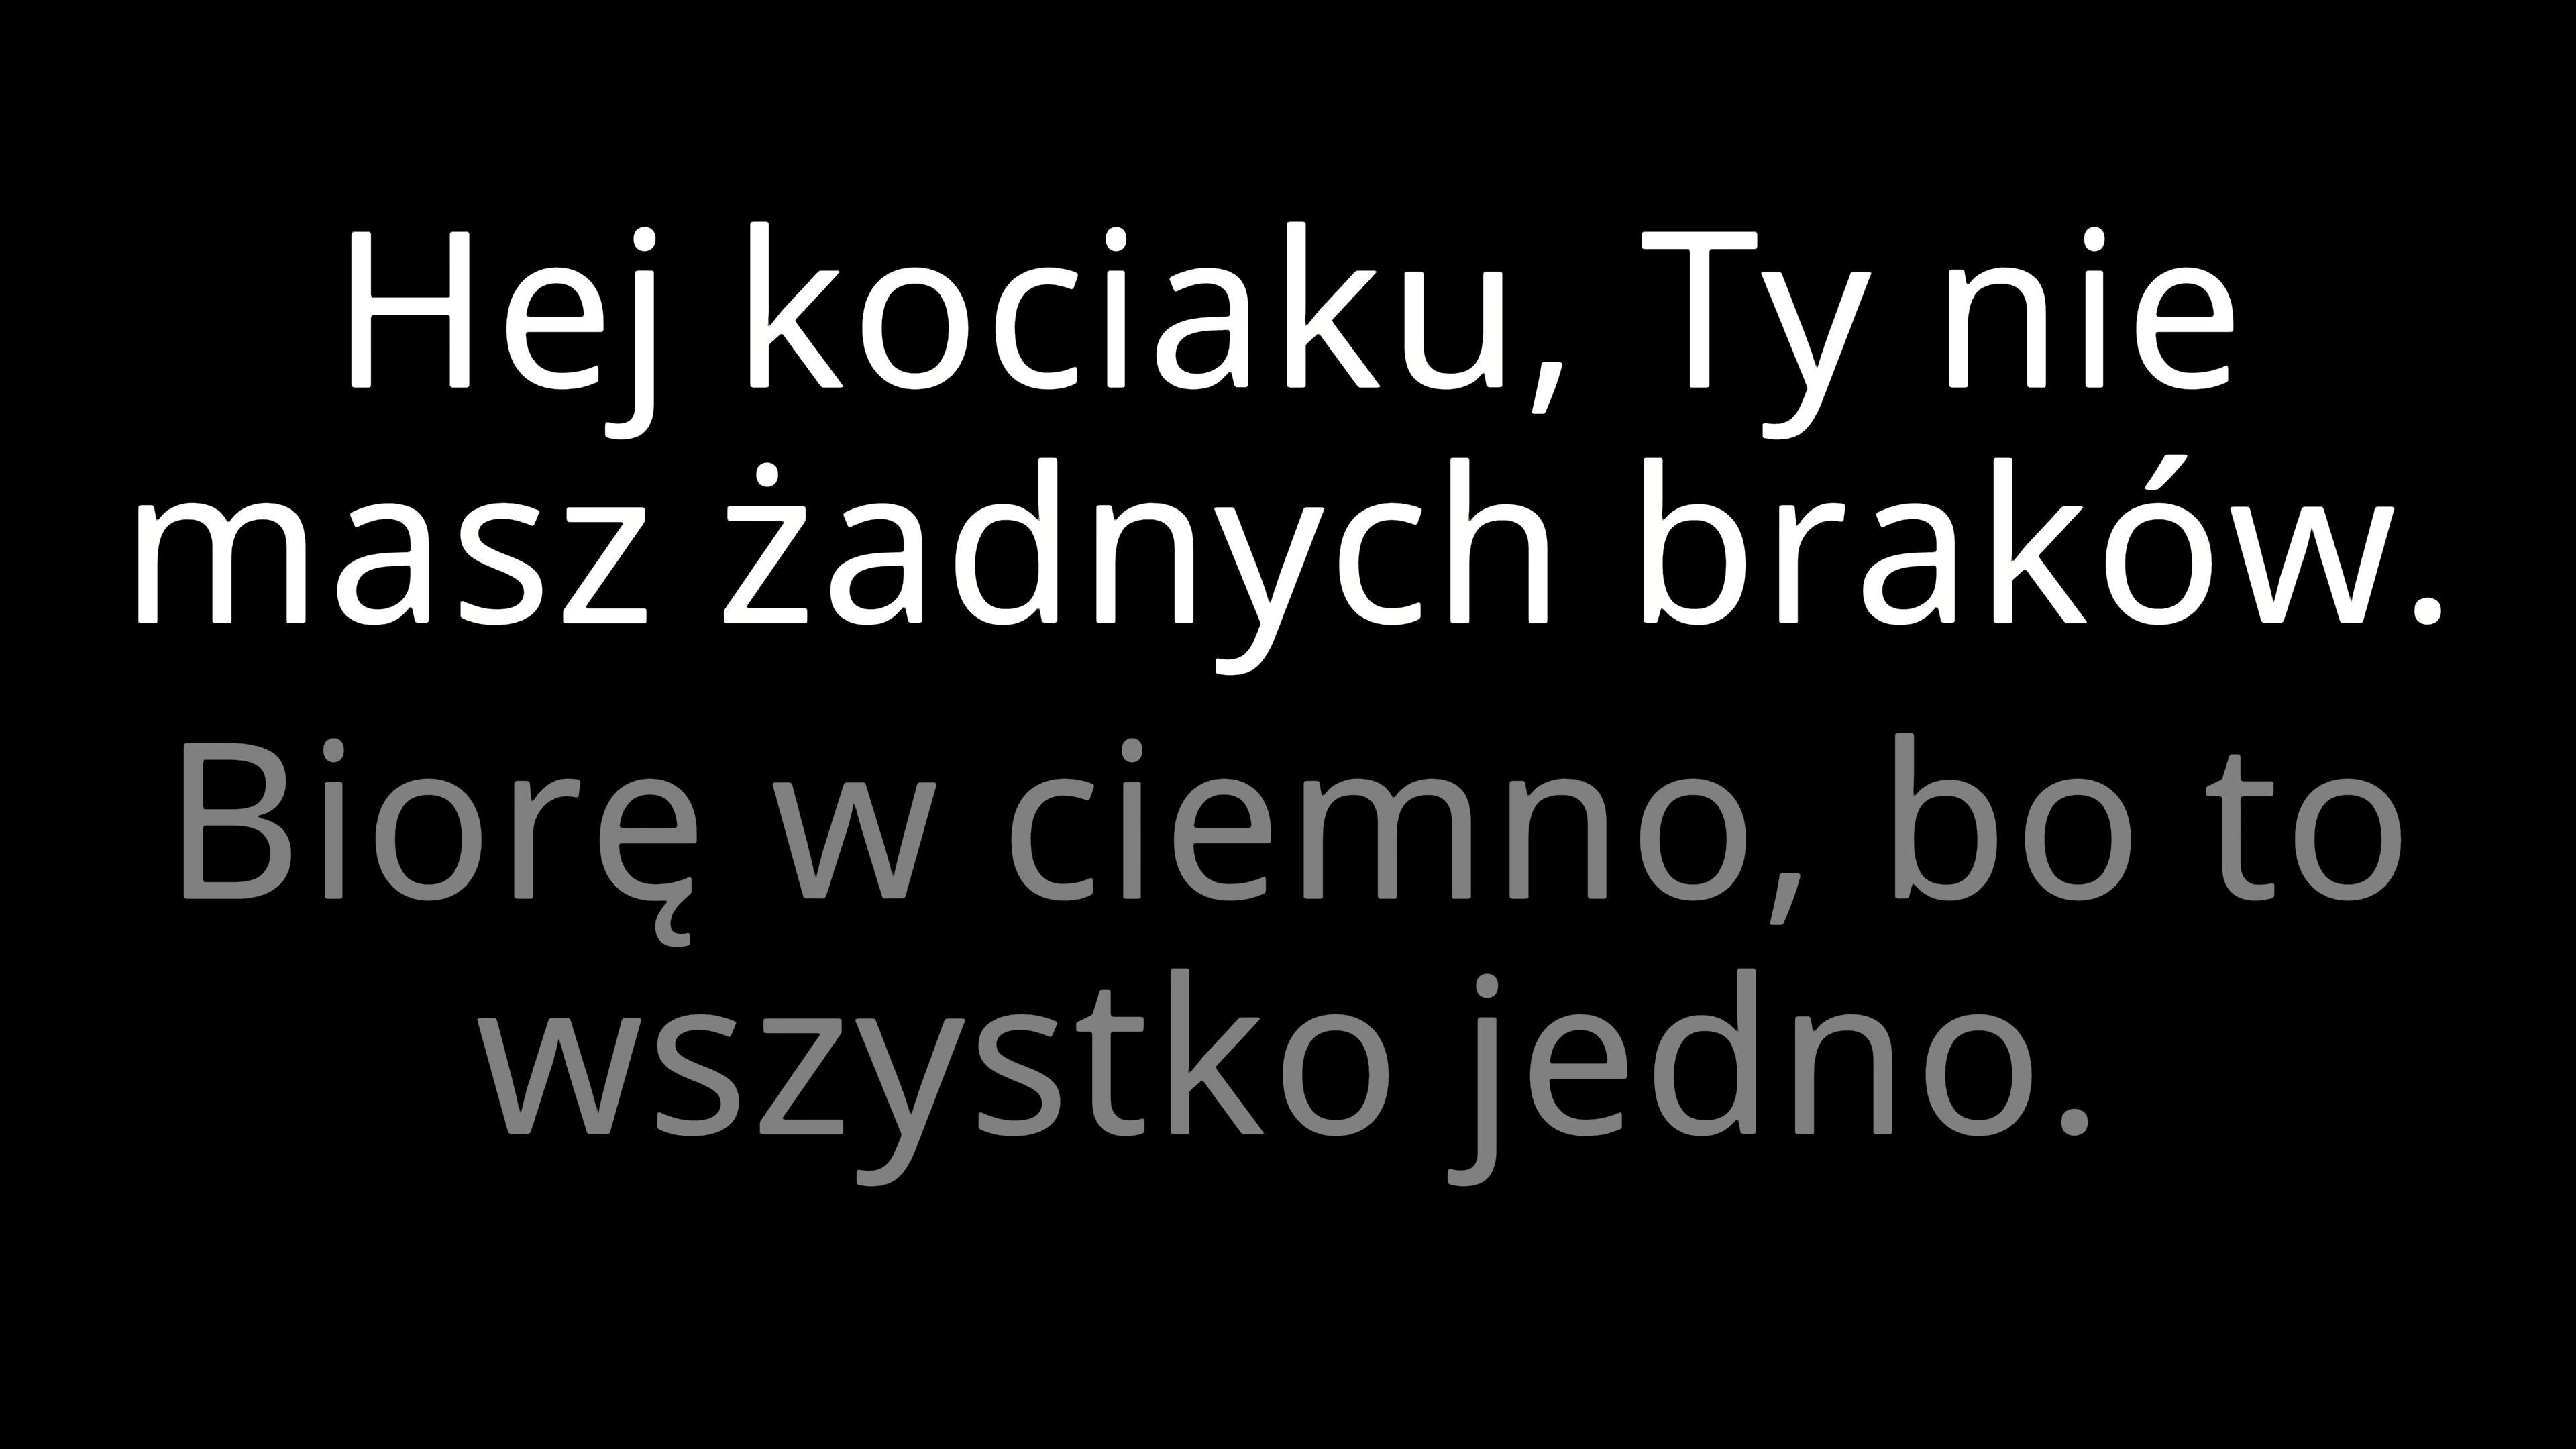 Hej kociaku, Ty nie
masz żadnych braków.
Biorę w ciemno, bo to
wszystko jedno.